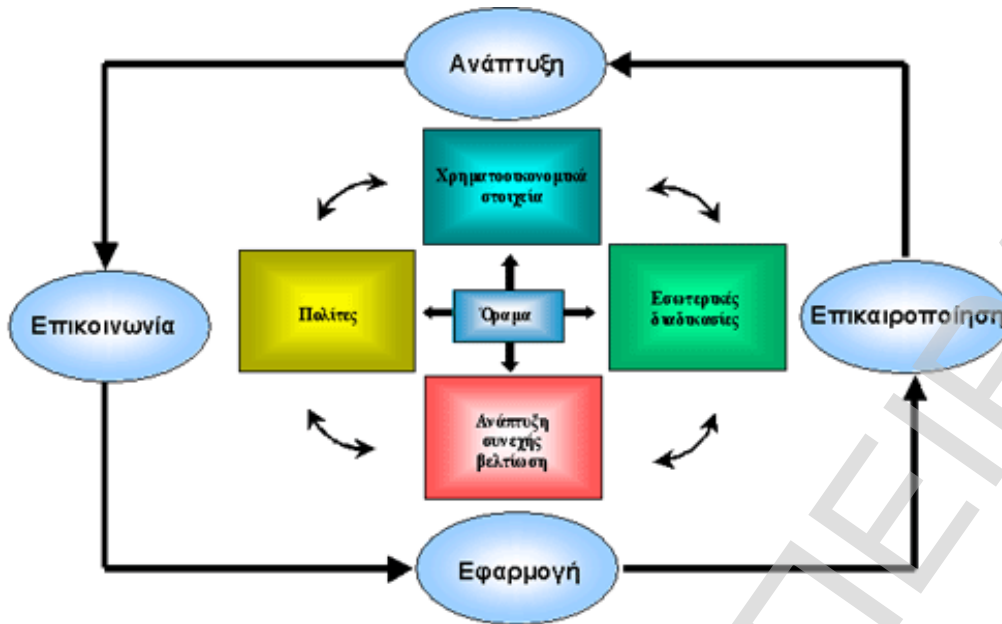 Ανάπτυξη
Χρηματοοικονομικά
στοιχεία
Πολίτες
Όραμα
Εσωτερικές
διαδικασίες
Επικοινωνία
Επικαιροποίηση
Ανάπτυξη
συνεχής
βελτίωση
Εφαρμογή